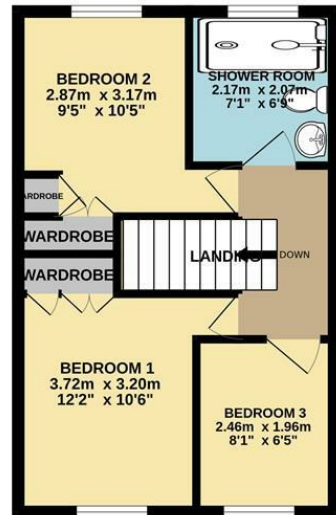 BEDROOM 2
2.87m x 3.17m
9'5" x 10'5"
SHOWER ROOM
2.17m x 2.07m
7'1" x 6'9"
WARDROBE
WARDROBE
WARDROBE
LANDING
DOWN
BEDROOM 1
3.72m x 3.20m
12'2" x 10'6"
BEDROOM 3
2.46m x 1.96m
8'1" x 6'5"